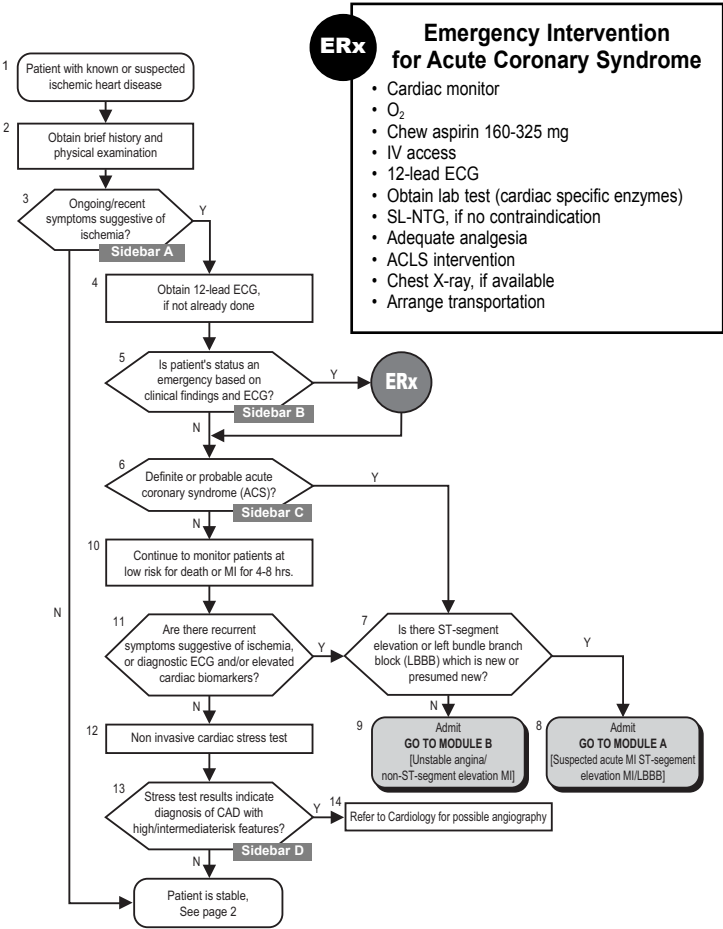 ERx
Emergency Intervention
for Acute Coronary Syndrome
• Cardiac monitor
• O₂
• Chew aspirin 160-325 mg
• IV access
• 12-lead ECG
• Obtain lab test (cardiac specific enzymes)
• SL-NTG, if no contraindication
• Adequate analgesia
• ACLS intervention
• Chest X-ray, if available
• Arrange transportation
1
Patient with known or suspected
ischemic heart disease
2
Obtain brief history and
physical examination
3
Ongoing/recent
symptoms suggestive of
ischemia?
Y
Sidebar A
4
Obtain 12-lead ECG,
if not already done
5
Is patient's status an
emergency based on
clinical findings and ECG?
Y
ERx
Sidebar B
N
6
Definite or probable acute
coronary syndrome (ACS)?
Y
Sidebar C
N
10
Continue to monitor patients at
low risk for death or MI for 4-8 hrs.
N
11
Are there recurrent
symptoms suggestive of ischemia,
or diagnostic ECG and/or elevated
cardiac biomarkers?
Y
7
Is there ST-segment
elevation or left bundle branch
block (LBBB) which is new or
presumed new?
Y
N
N
9
Admit
GO TO MODULE B
[Unstable angina/
non-ST-segment elevation MI]
8
Admit
GO TO MODULE A
[Suspected acute MI ST-segement
elevation MI/LBBB]
12
Non invasive cardiac stress test
13
Stress test results indicate
diagnosis of CAD with
high/intermediaterisk features?
Y
14
Refer to Cardiology for possible angiography
Sidebar D
N
Patient is stable,
See page 2